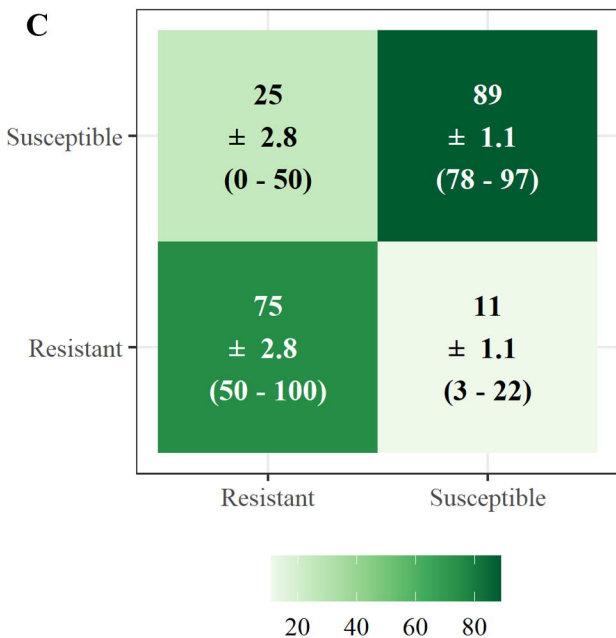 C
Susceptible
25
± 2.8
(0 - 50)
89
± 1.1
(78 - 97)
Resistant
75
± 2.8
(50 - 100)
11
± 1.1
(3 - 22)
Resistant Susceptible
20 40 60 80